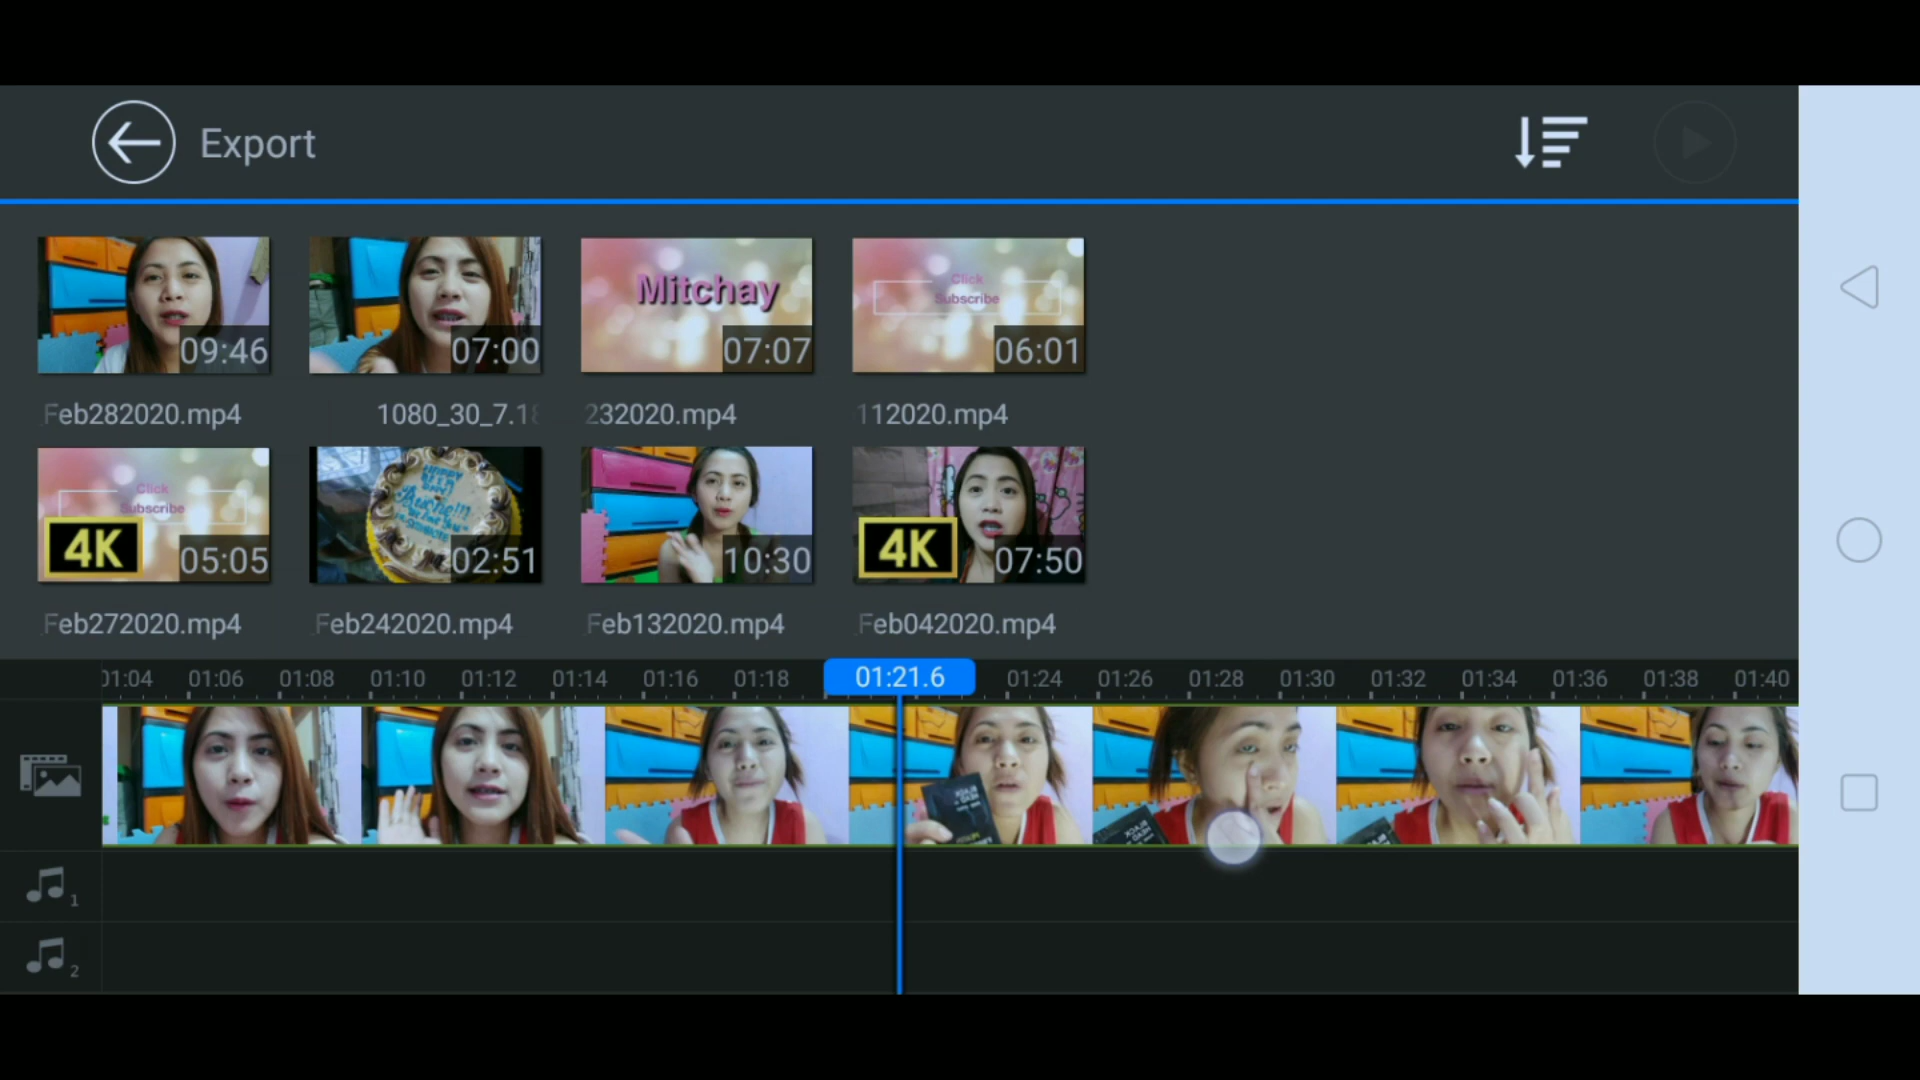 Export
Mitchay
Click
Subscribe
09:46
07:00
07:07
06:01
Feb282020.mp4
1080_30_7.18
232020.mp4
112020.mp4
Click
Subscribe
HAPPY
4K
05:05
02:51
10:30
4K
07:50
Feb272020.mp4
Feb242020.mp4
Feb132020.mp4
Feb042020.mp4
01:04 01:06 01:08 01:10 01:12 01:14 01:16 01:18 01:21.6 01:24 01:26 01:28 01:30 01:32 01:34 01:36 01:38 01:40
1
2